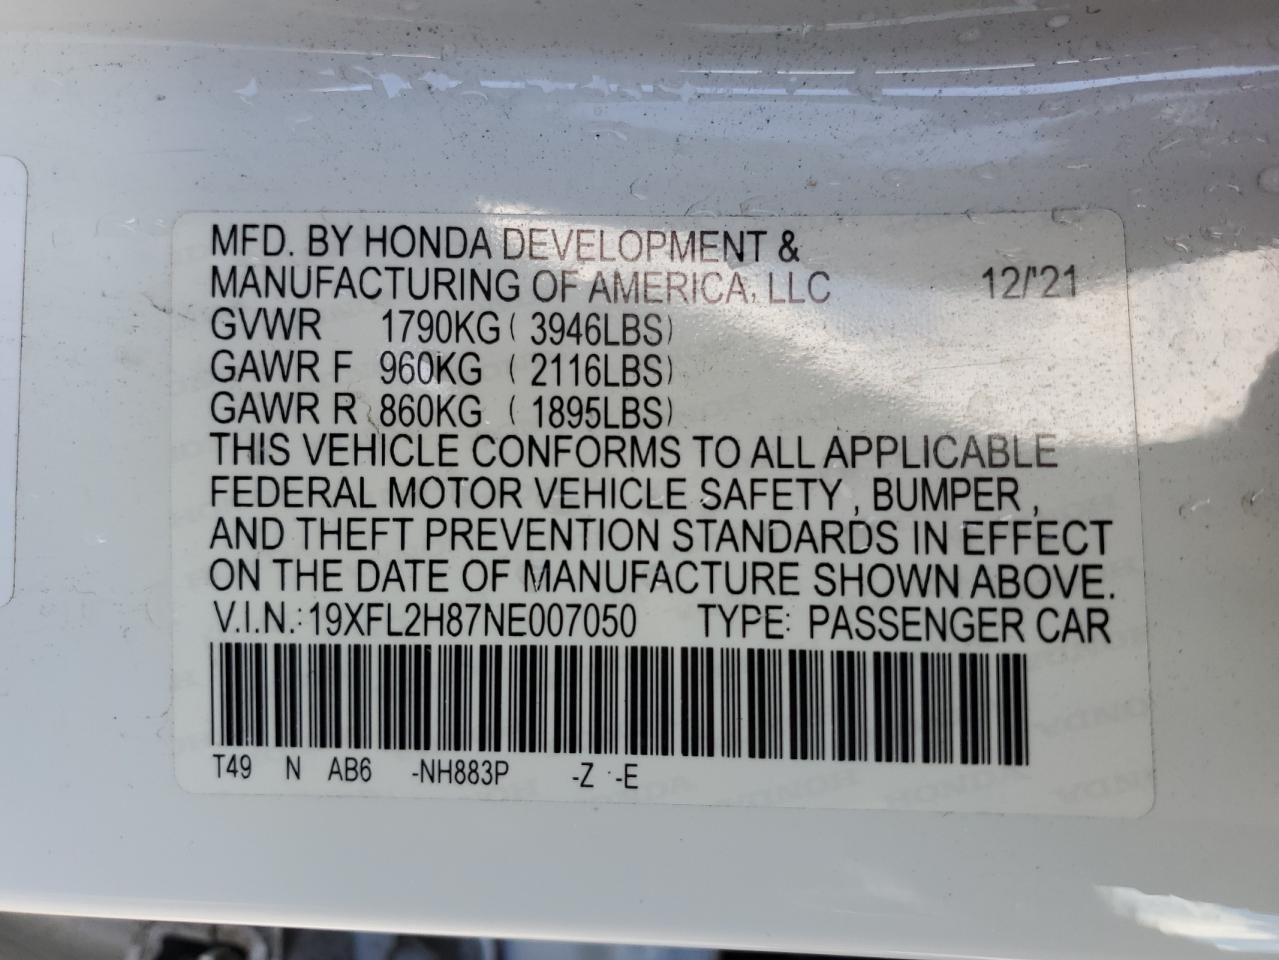 MFD. BY HONDA DEVELOPMENT &
MANUFACTURING OF AMERICA, LLC 12/'21
GVWR 1790KG ( 3946LBS)
GAWR F 960KG ( 2116LBS)
GAWR R 860KG ( 1895LBS)
THIS VEHICLE CONFORMS TO ALL APPLICABLE
FEDERAL MOTOR VEHICLE SAFETY , BUMPER ,
AND THEFT PREVENTION STANDARDS IN EFFECT
ON THE DATE OF MANUFACTURE SHOWN ABOVE.
V.I.N.: 19XFL2H87NE007050 TYPE: PASSENGER CAR
T49 N AB6 -NH883P -Z -E